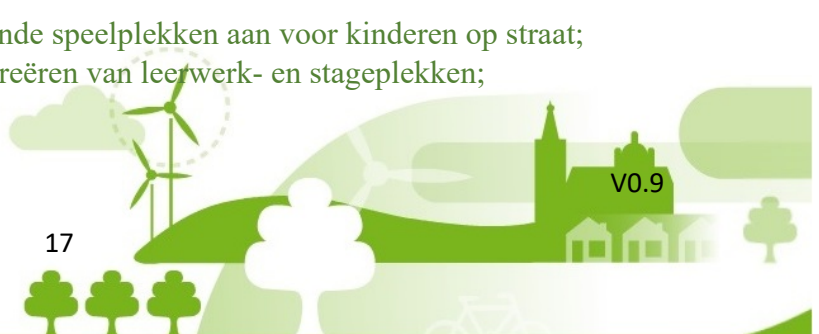 nde speelplekken aan voor kinderen op straat;
reëren van leerwerk- en stageplekken;
V0.9
17